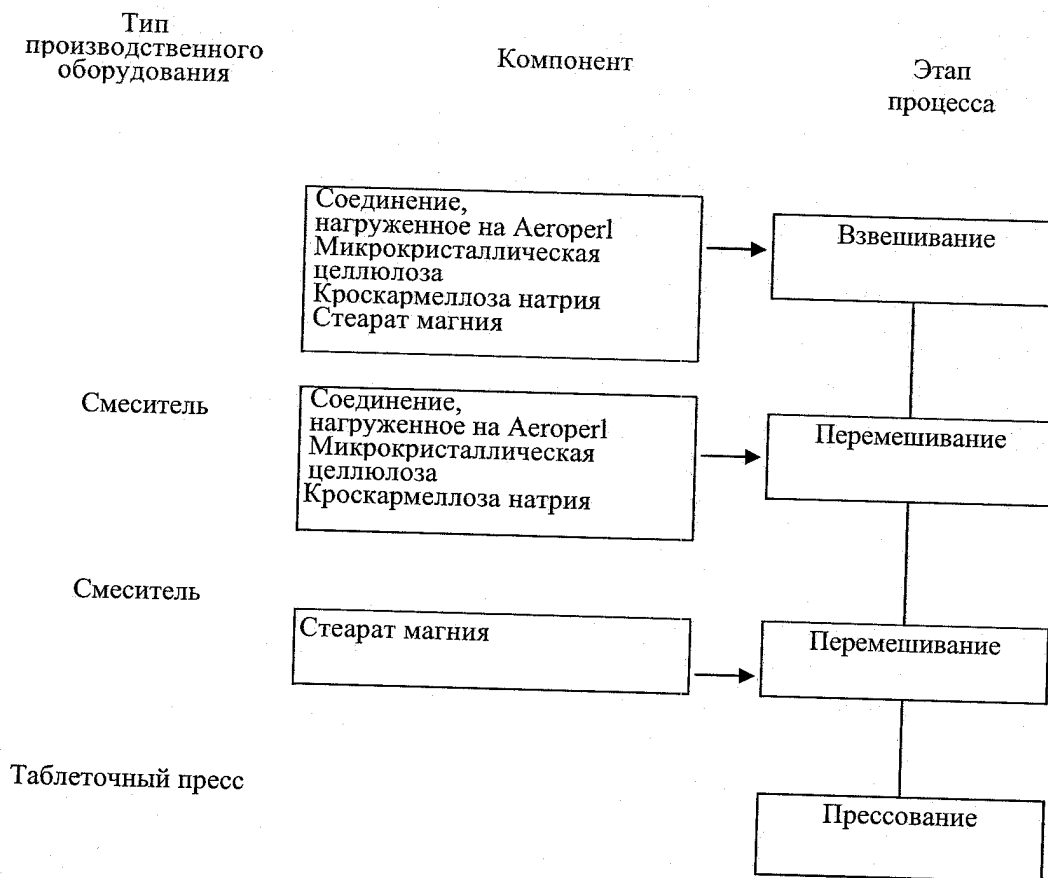 Тип
производственного
оборудования
Компонент
Этап
процесса
Соединение,
нагруженное на Aeroperl
Микрокристаллическая
целлюлоза
Кроскармеллоза натрия
Стеарат магния
Взвешивание
Смеситель
Соединение,
нагруженное на Aeroperl
Микрокристаллическая
целлюлоза
Кроскармеллоза натрия
Перемешивание
Смеситель
Стеарат магния
Перемешивание
Таблеточный пресс
Прессование